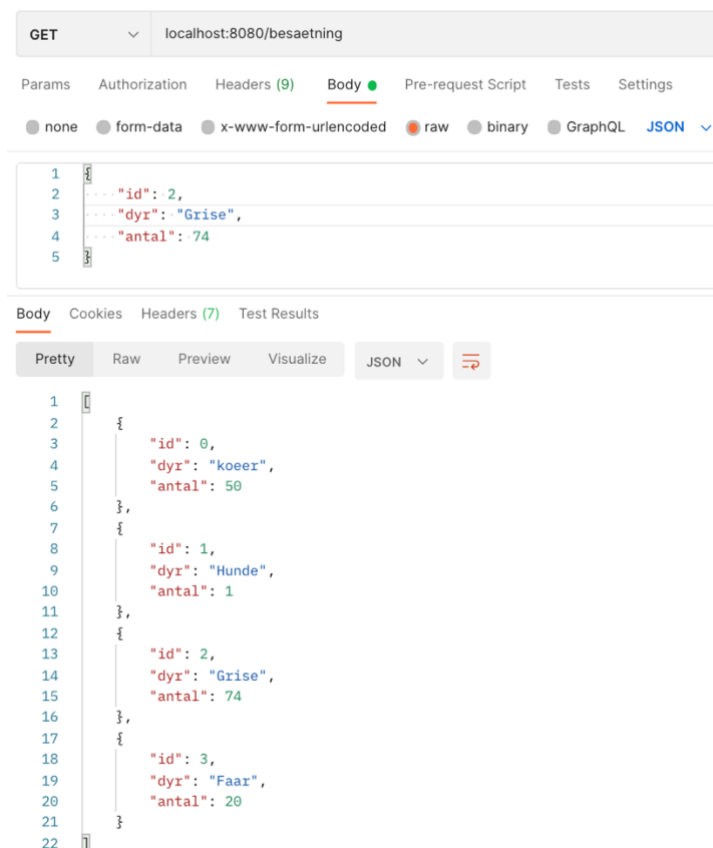 GET localhost:8080/besaetning
Params Authorization Headers (9) Body Pre-request Script Tests Settings
none form-data x-www-form-urlencoded raw binary GraphQL JSON
1 {
2 "id": 2,
3 "dyr": "Grise",
4 "antal": 74
5 }
Body Cookies Headers (7) Test Results
Pretty Raw Preview Visualize JSON
1 [
2 {
3 "id": 0,
4 "dyr": "koeer",
5 "antal": 50
6 },
7 {
8 "id": 1,
9 "dyr": "Hunde",
10 "antal": 1
11 },
12 {
13 "id": 2,
14 "dyr": "Grise",
15 "antal": 74
16 },
17 {
18 "id": 3,
19 "dyr": "Faar",
20 "antal": 20
21 }
22 ]